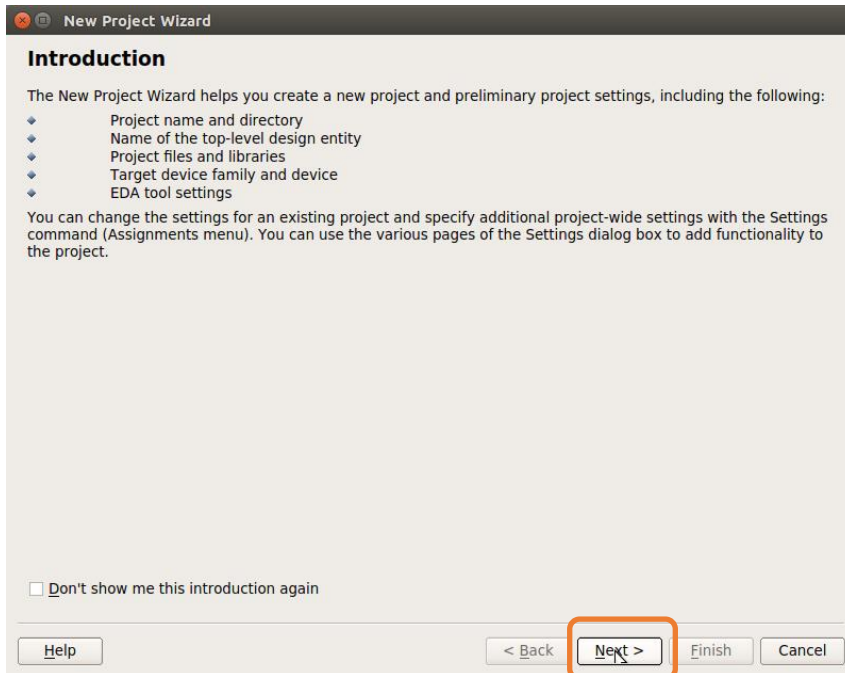 New Project Wizard
Introduction
The New Project Wizard helps you create a new project and preliminary project settings, including the following:
Project name and directory
Name of the top-level design entity
Project files and libraries
Target device family and device
EDA tool settings
You can change the settings for an existing project and specify additional project-wide settings with the Settings
command (Assignments menu). You can use the various pages of the Settings dialog box to add functionality to
the project.
Don't show me this introduction again
Help < Back Next > Finish Cancel